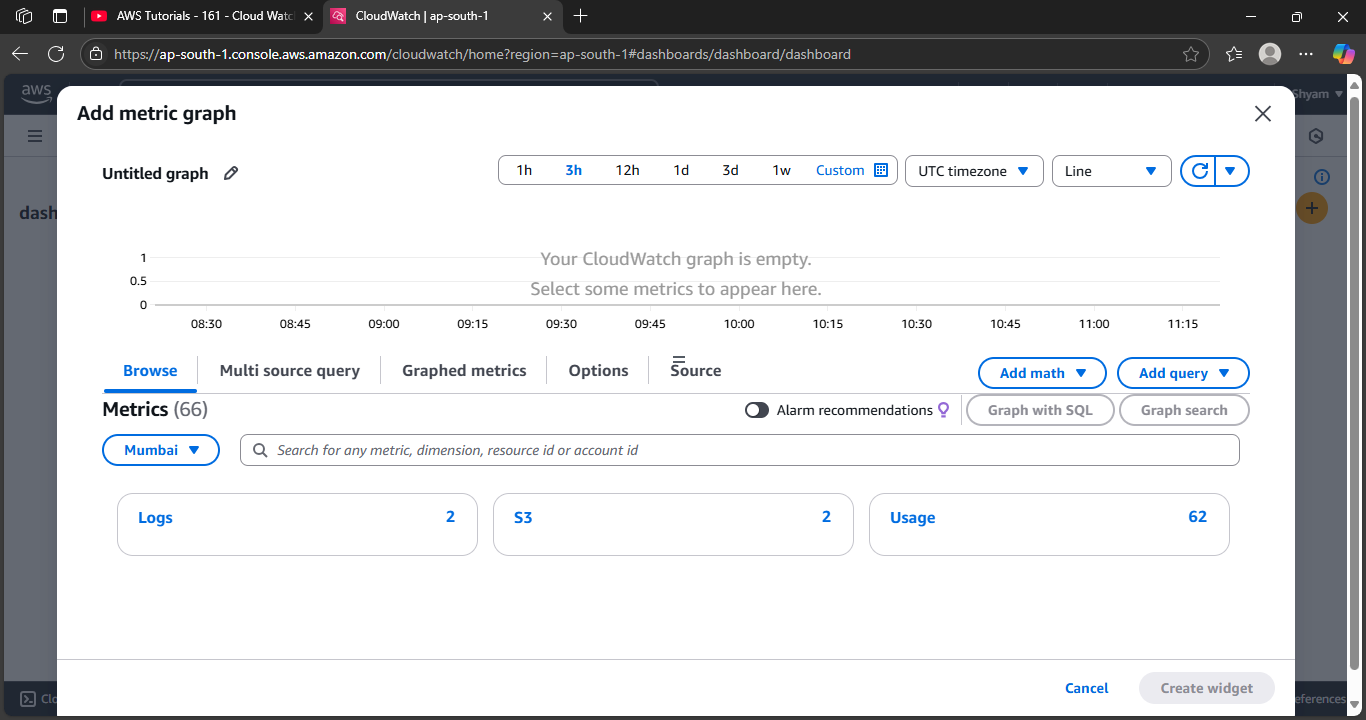 AWS Tutorials - 161 - Cloud Watc
CloudWatch | ap-south-1
https://ap-south-1.console.aws.amazon.com/cloudwatch/home?region=ap-south-1#dashboards/dashboard/dashboard
aws
Shyam
Add metric graph
Untitled graph
1h 3h 12h 1d 3d 1w Custom
UTC timezone
Line
dash
Your CloudWatch graph is empty.
Select some metrics to appear here.
1
0.5
0
08:30 08:45 09:00 09:15 09:30 09:45 10:00 10:15 10:30 10:45 11:00 11:15
Browse Multi source query Graphed metrics Options Source
Add math Add query
Metrics (66)
Alarm recommendations
Graph with SQL Graph search
Mumbai
Search for any metric, dimension, resource id or account id
Logs 2
S3 2
Usage 62
Cancel Create widget
Clo
eferences